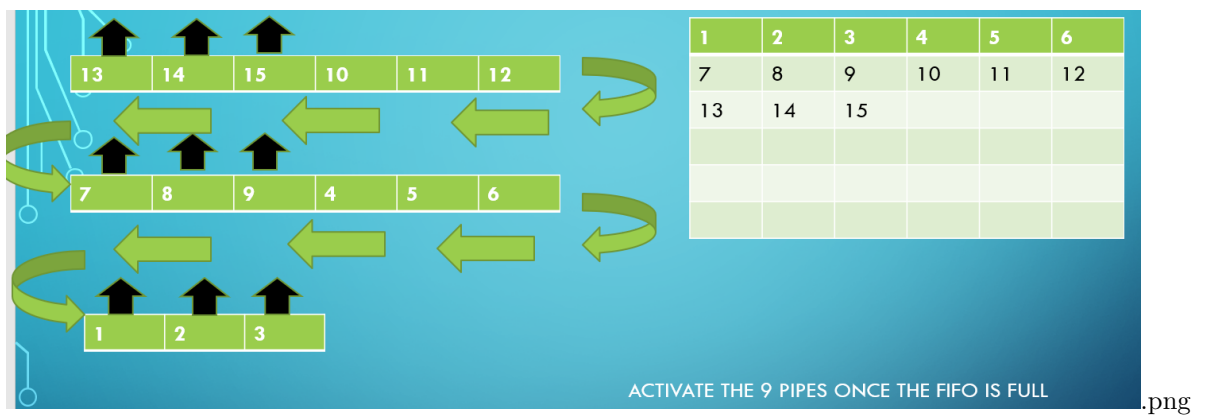 13 14 15 10 11 12
7 8 9 4 5 6
1 2 3
1 2 3 4 5 6
7 8 9 10 11 12
13 14 15
ACTIVATE THE 9 PIPES ONCE THE FIFO IS FULL
.png